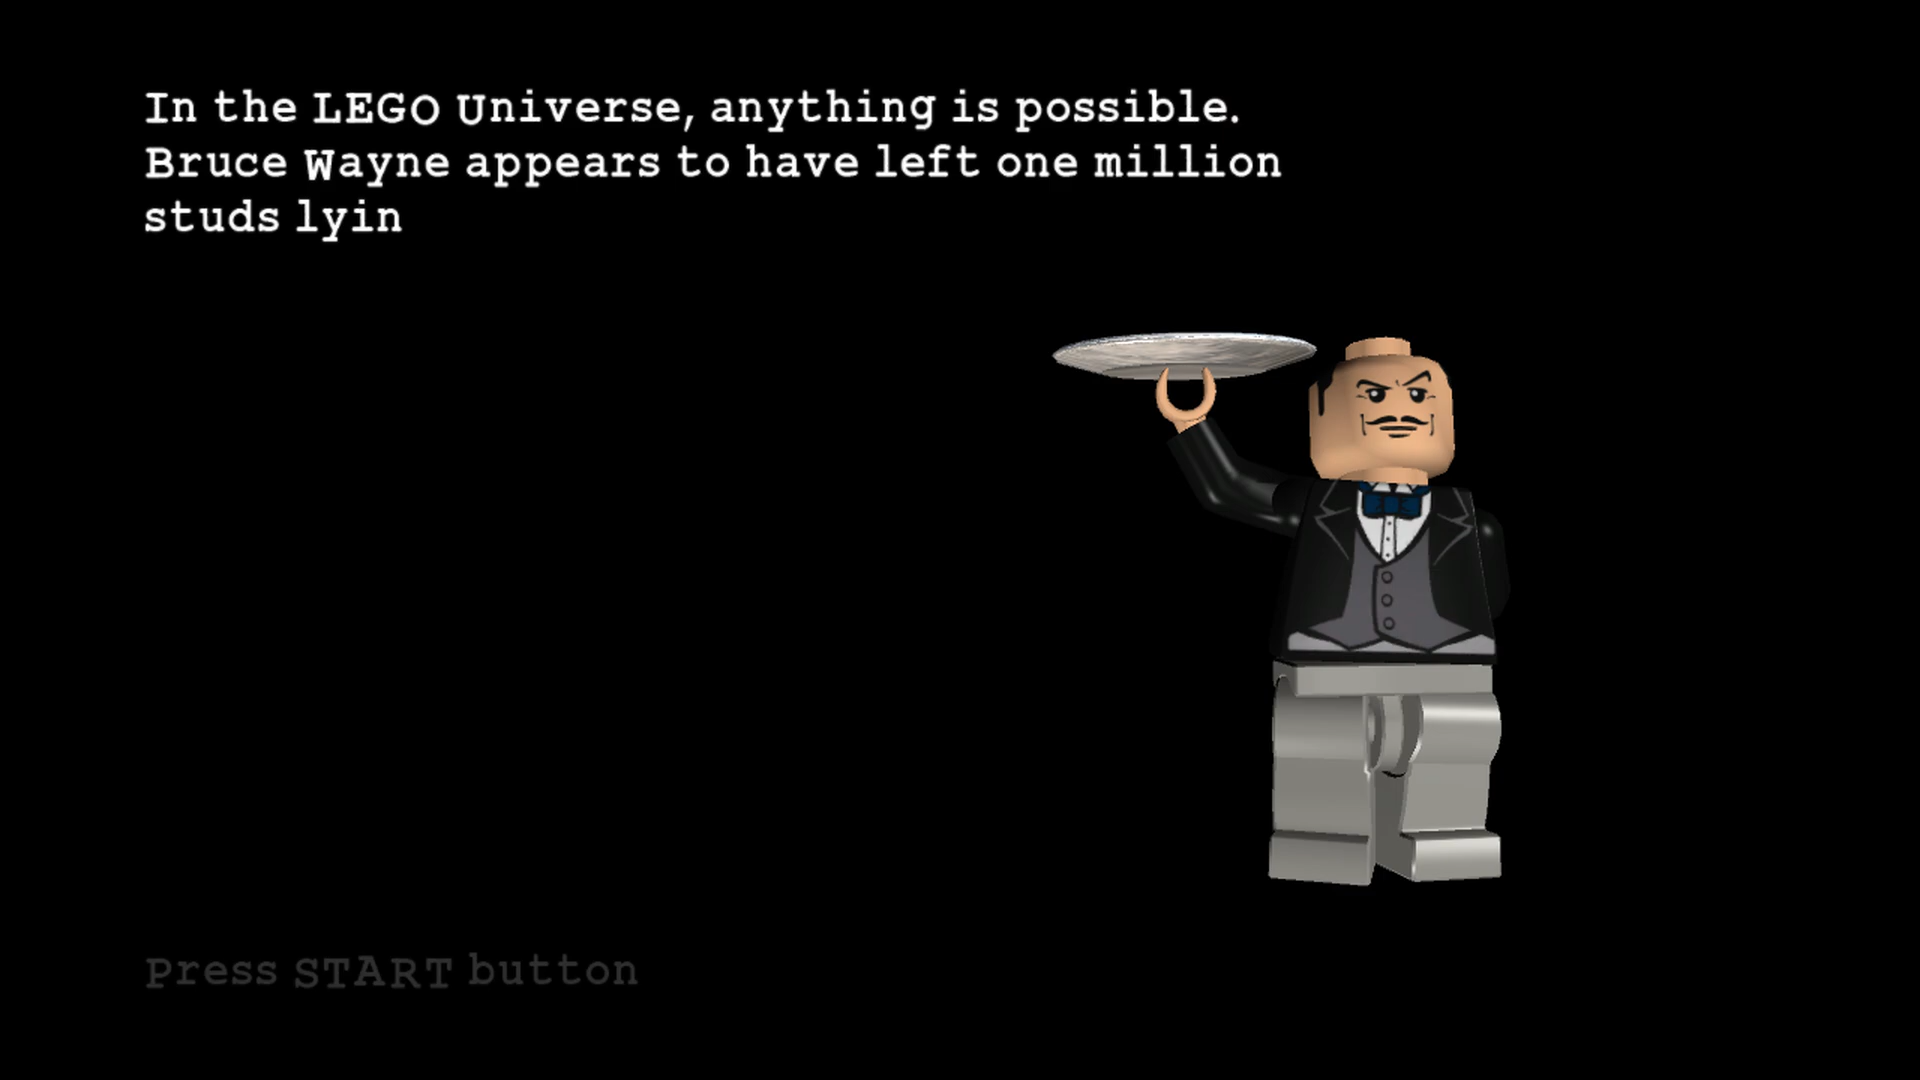 In the LEGO Universe, anything is possible.
Bruce Wayne appears to have left one million
studs lyin
Press START button